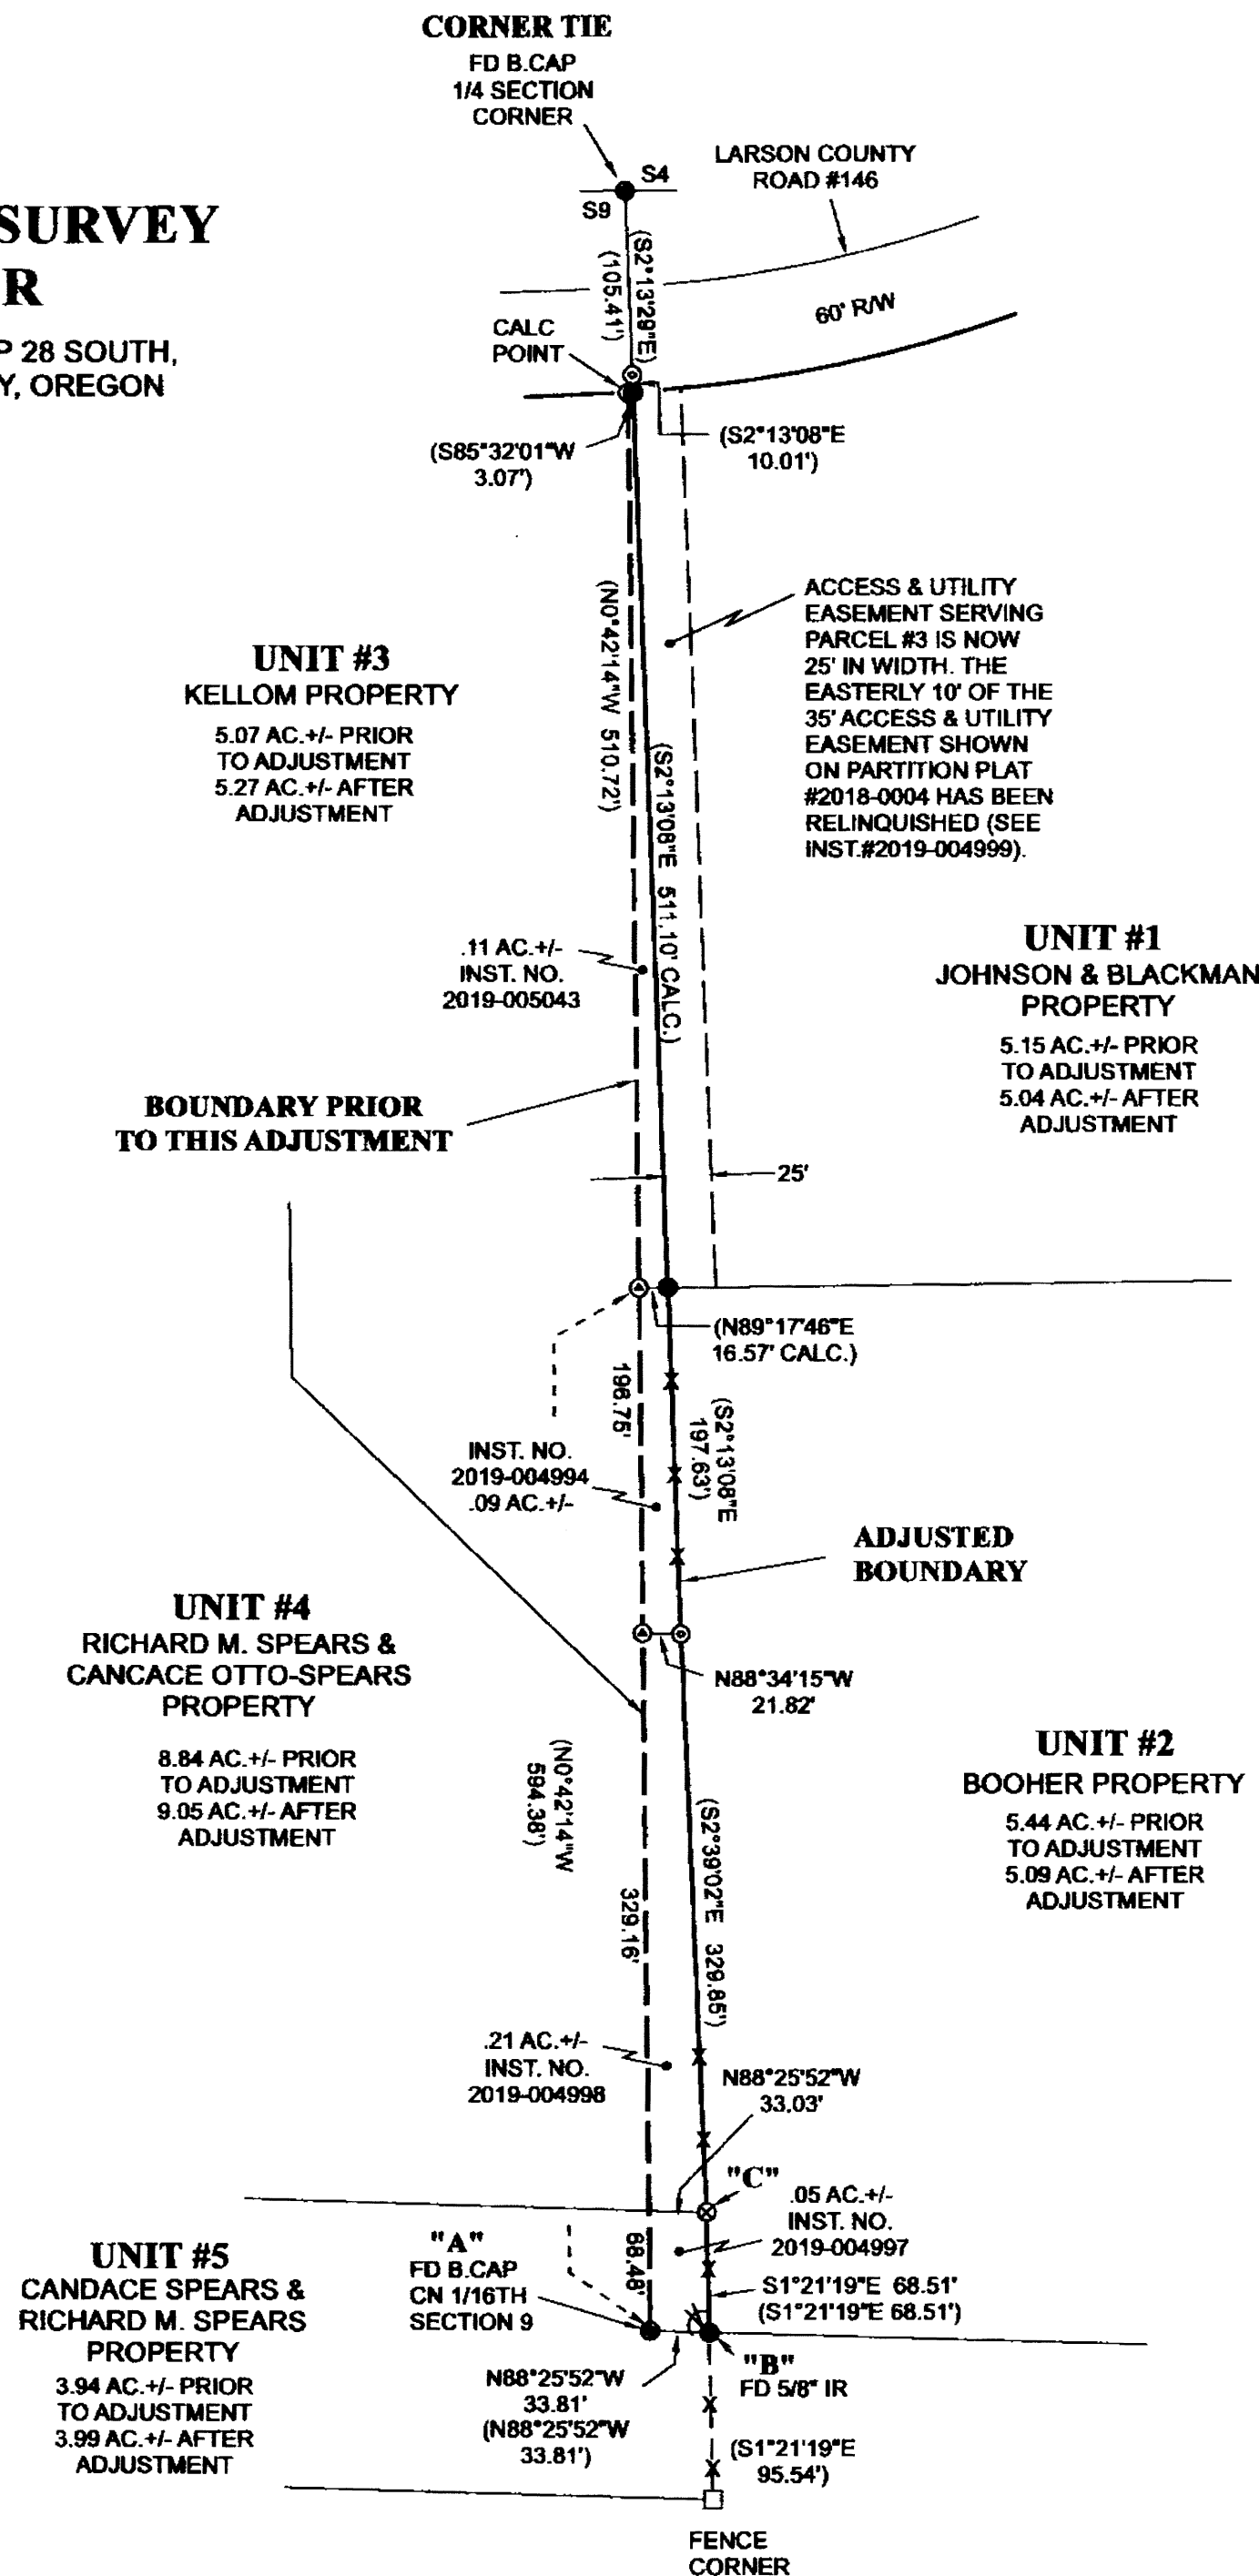 CORNER TIE
FD B.CAP
1/4 SECTION
CORNER
S4
S9
LARSON COUNTY
ROAD #146
SURVEY
R
P 28 SOUTH,
Y, OREGON
(S2°13'29"E)
(105.41')
60' R/W
CALC
POINT
(S85°32'01"W
3.07')
(S2°13'08"E
10.01')
(N0°42'14"W 510.72')
ACCESS & UTILITY
EASEMENT SERVING
PARCEL #3 IS NOW
25' IN WIDTH. THE
EASTERLY 10' OF THE
35' ACCESS & UTILITY
EASEMENT SHOWN
ON PARTITION PLAT
#2018-0004 HAS BEEN
RELINQUISHED (SEE
INST.#2019-004999).
UNIT #3
KELLOM PROPERTY
5.07 AC.+/- PRIOR
TO ADJUSTMENT
5.27 AC.+/- AFTER
ADJUSTMENT
(S2°13'08"E 511.10' CALC.)
.11 AC.+/-
INST. NO.
2019-005043
UNIT #1
JOHNSON & BLACKMAN
PROPERTY
5.15 AC.+/- PRIOR
TO ADJUSTMENT
5.04 AC.+/- AFTER
ADJUSTMENT
BOUNDARY PRIOR
TO THIS ADJUSTMENT
25'
(N89°17'46"E
16.57' CALC.)
196.75'
(S2°13'08"E
197.63')
INST. NO.
2019-004994
.09 AC.+/-
ADJUSTED
BOUNDARY
UNIT #4
RICHARD M. SPEARS &
CANCACE OTTO-SPEARS
PROPERTY
8.84 AC.+/- PRIOR
TO ADJUSTMENT
9.05 AC.+/- AFTER
ADJUSTMENT
N88°34'15"W
21.82'
(N0°42'14"W
594.38')
UNIT #2
BOOHER PROPERTY
5.44 AC.+/- PRIOR
TO ADJUSTMENT
5.09 AC.+/- AFTER
ADJUSTMENT
(S2°39'02"E 329.85')
329.16'
.21 AC.+/-
INST. NO.
2019-004998
N88°25'52"W
33.03'
"C"
.05 AC.+/-
INST. NO.
2019-004997
68.48'
"A"
FD B.CAP
CN 1/16TH
SECTION 9
UNIT #5
CANDACE SPEARS &
RICHARD M. SPEARS
PROPERTY
3.94 AC.+/- PRIOR
TO ADJUSTMENT
3.99 AC.+/- AFTER
ADJUSTMENT
S1°21'19"E 68.51'
(S1°21'19"E 68.51')
"B"
FD 5/8" IR
N88°25'52"W
33.81'
(N88°25'52"W
33.81')
(S1°21'19"E
95.54')
FENCE
CORNER